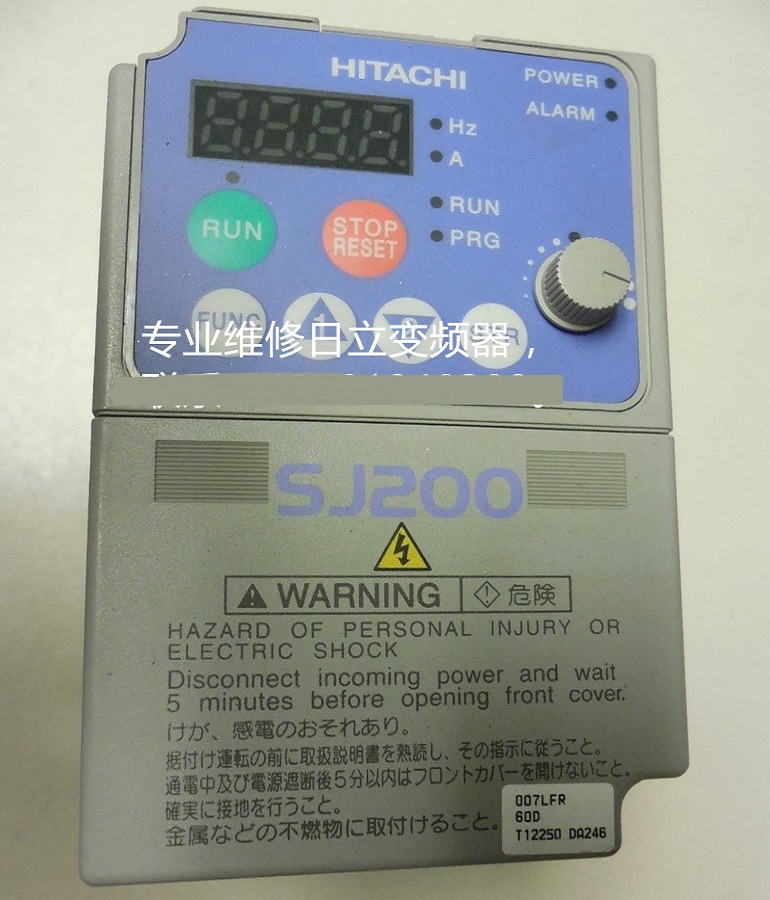 HITACHI
POWER
ALARM
Hz
A
RUN
PRG
RUN
STOP
RESET
FUNC
1
2
STR
专业维修日立变频器，
SJ200
WARNING
危険
HAZARD OF PERSONAL INJURY OR
ELECTRIC SHOCK
Disconnect incoming power and wait
5 minutes before opening front cover.
けが、感電のおそれあり。
据付け運転の前に取扱説明書を熟読し、その指示に従うこと。
通電中及び電源遮断後5分以内はフロントカバーを開けないこと。
確実に接地を行うこと。
金属などの不燃物に取付けること。
007LFR
60D
T12250 DA246